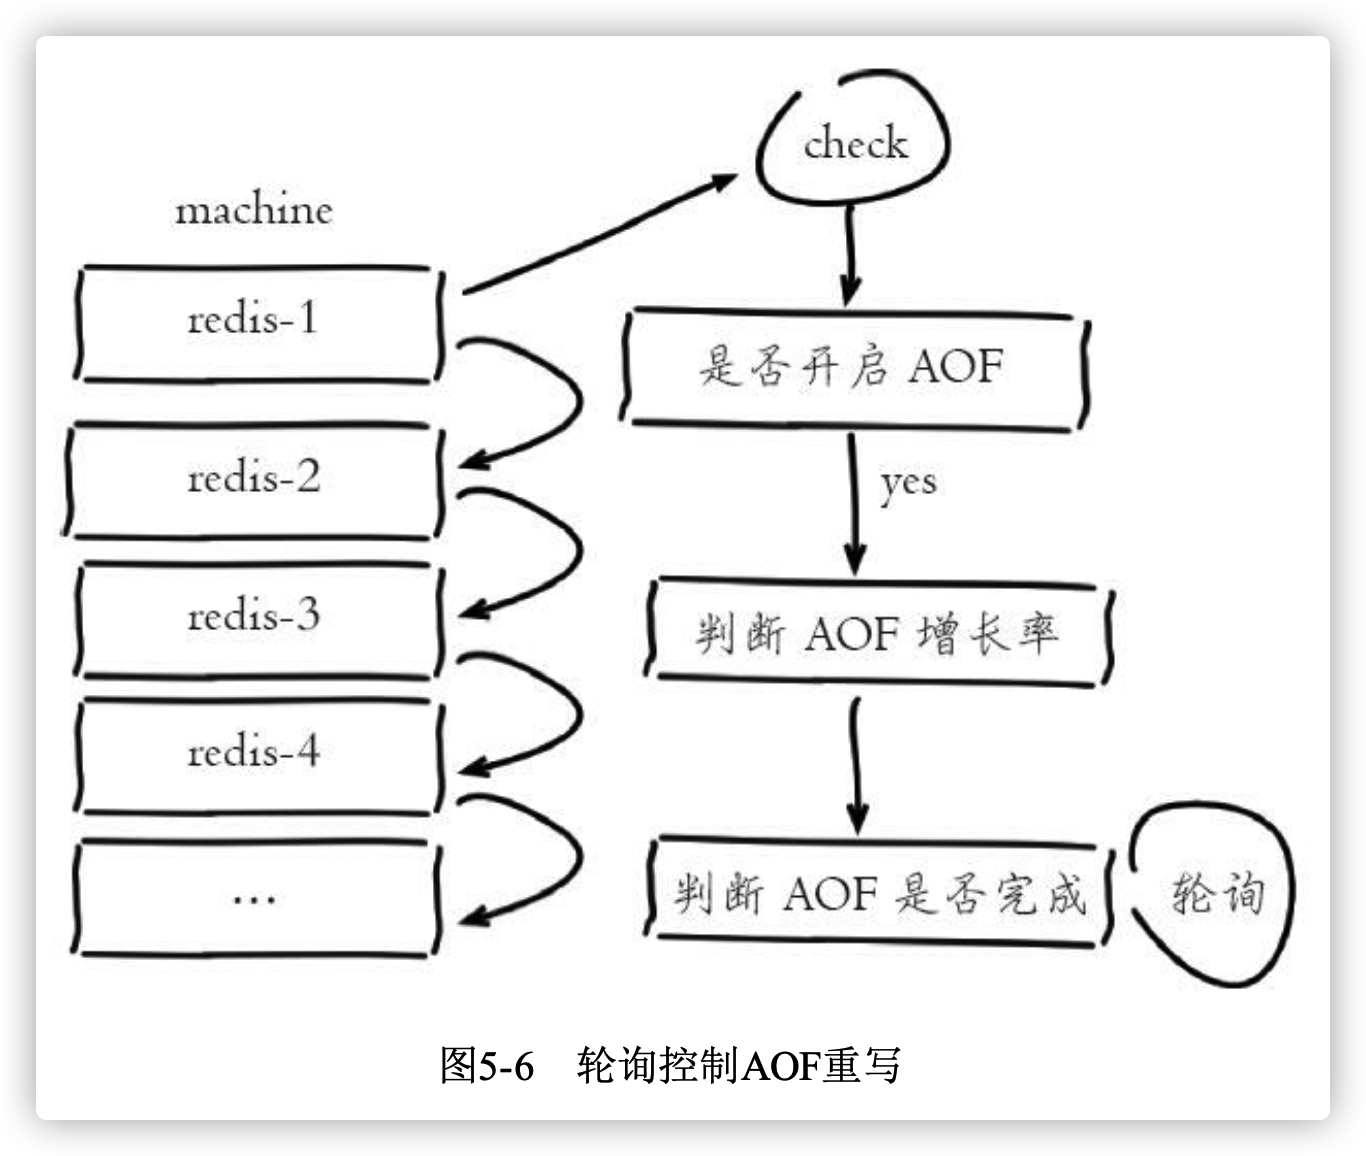 machine
redis-1
redis-2
redis-3
redis-4
...
check
是否开启 AOF
yes
判断 AOF 增长率
判断 AOF 是否完成
轮询
图5-6 轮询控制AOF重写